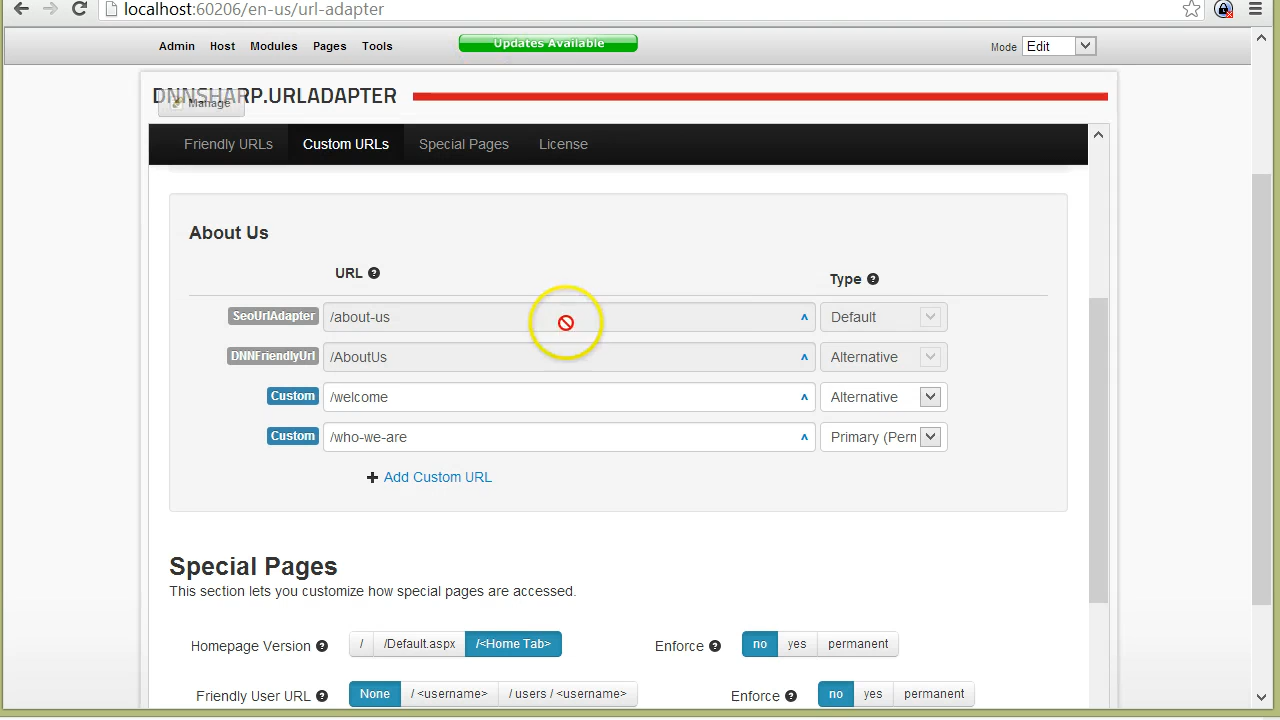 localhost:60206/en-us/url-adapter
Admin Host Modules Pages Tools Updates Available Mode Edit
DNNSHARP.URLADAPTER
Manage
Friendly URLs Custom URLs Special Pages License
About Us
URL ?
Type ?
SeoUrlAdapter /about-us ^ Default
DNNFriendlyUrl /AboutUs ^ Alternative
Custom /welcome ^ Alternative
Custom /who-we-are ^ Primary (Perr
+ Add Custom URL
Special Pages
This section lets you customize how special pages are accessed.
Homepage Version ? / /Default.aspx /<Home Tab> Enforce ? no yes permanent
Friendly User URL ? None / <username> / users / <username> Enforce ? no yes permanent